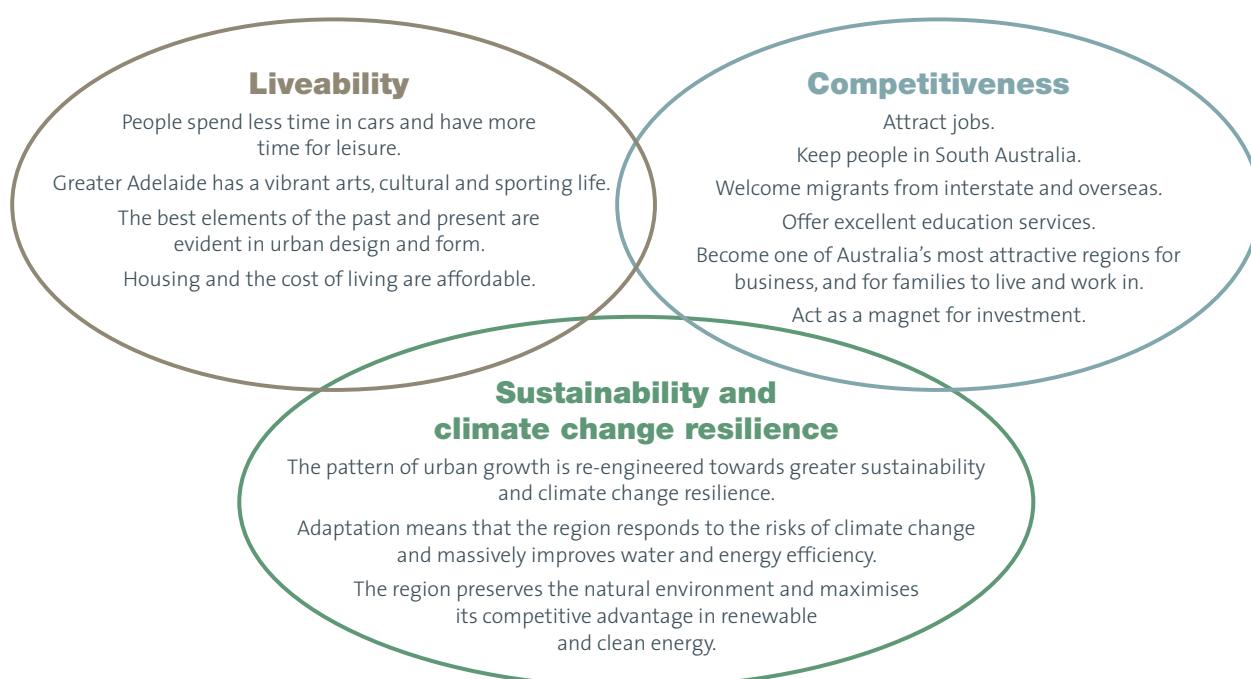 Liveability
People spend less time in cars and have more
time for leisure.
Greater Adelaide has a vibrant arts, cultural and sporting life.
The best elements of the past and present are
evident in urban design and form.
Housing and the cost of living are affordable.
Competitiveness
Attract jobs.
Keep people in South Australia.
Welcome migrants from interstate and overseas.
Offer excellent education services.
Become one of Australia’s most attractive regions for
business, and for families to live and work in.
Act as a magnet for investment.
Sustainability and
climate change resilience
The pattern of urban growth is re-engineered towards greater sustainability
and climate change resilience.
Adaptation means that the region responds to the risks of climate change
and massively improves water and energy efficiency.
The region preserves the natural environment and maximises
its competitive advantage in renewable
and clean energy.